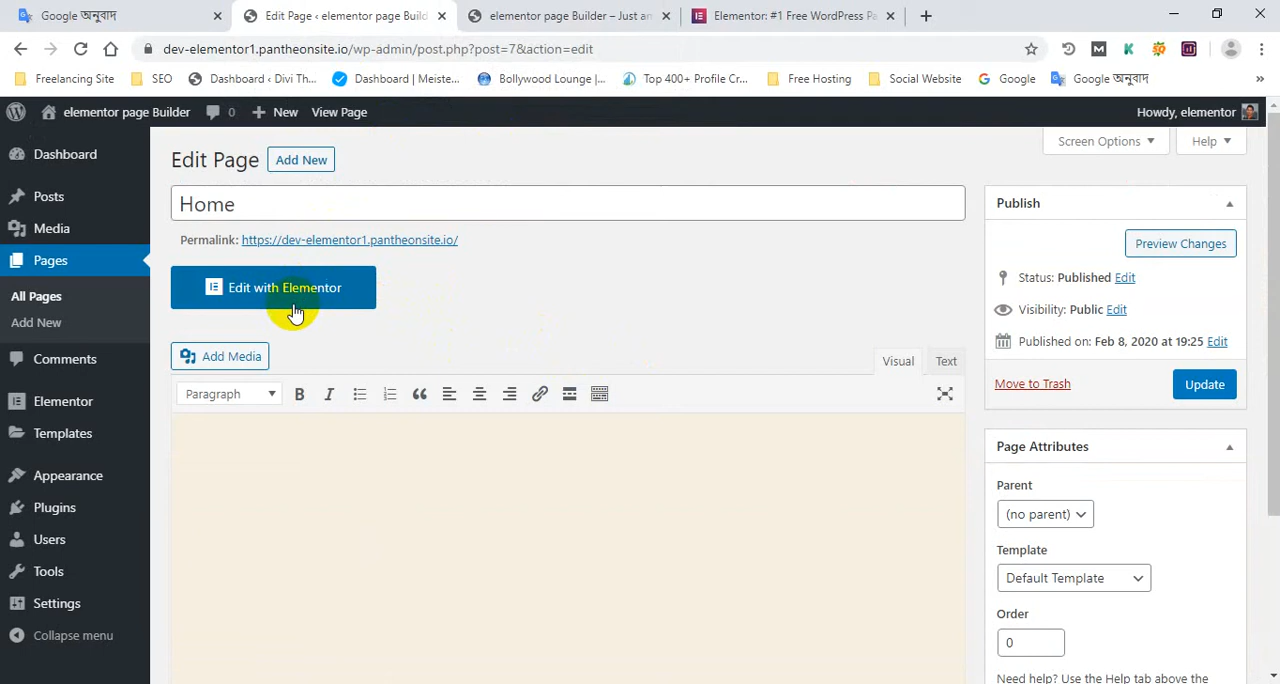 Google অনুবাদ
Edit Page ‹ elementor page Build
elementor page Builder – Just an
Elementor: #1 Free WordPress Pa
dev-elementor1.pantheonsite.io/wp-admin/post.php?post=7&action=edit
Freelancing Site
SEO
Dashboard ‹ Divi Th...
Dashboard | Meiste...
Bollywood Lounge |...
Top 400+ Profile Cr...
Free Hosting
Social Website
Google
Google অনুবাদ
»
elementor page Builder
0
New
View Page
Howdy, elementor
Dashboard
Posts
Media
Pages
All Pages
Add New
Comments
Elementor
Templates
Appearance
Plugins
Users
Tools
Settings
Collapse menu
Screen Options
Help
Edit Page
Add New
Home
Permalink: https://dev-elementor1.pantheonsite.io/
Edit with Elementor
Add Media
Visual
Text
Paragraph
Publish
Preview Changes
Status: Published Edit
Visibility: Public Edit
Published on: Feb 8, 2020 at 19:25 Edit
Move to Trash
Update
Page Attributes
Parent
(no parent)
Template
Default Template
Order
0
Need help? Use the Help tab above the